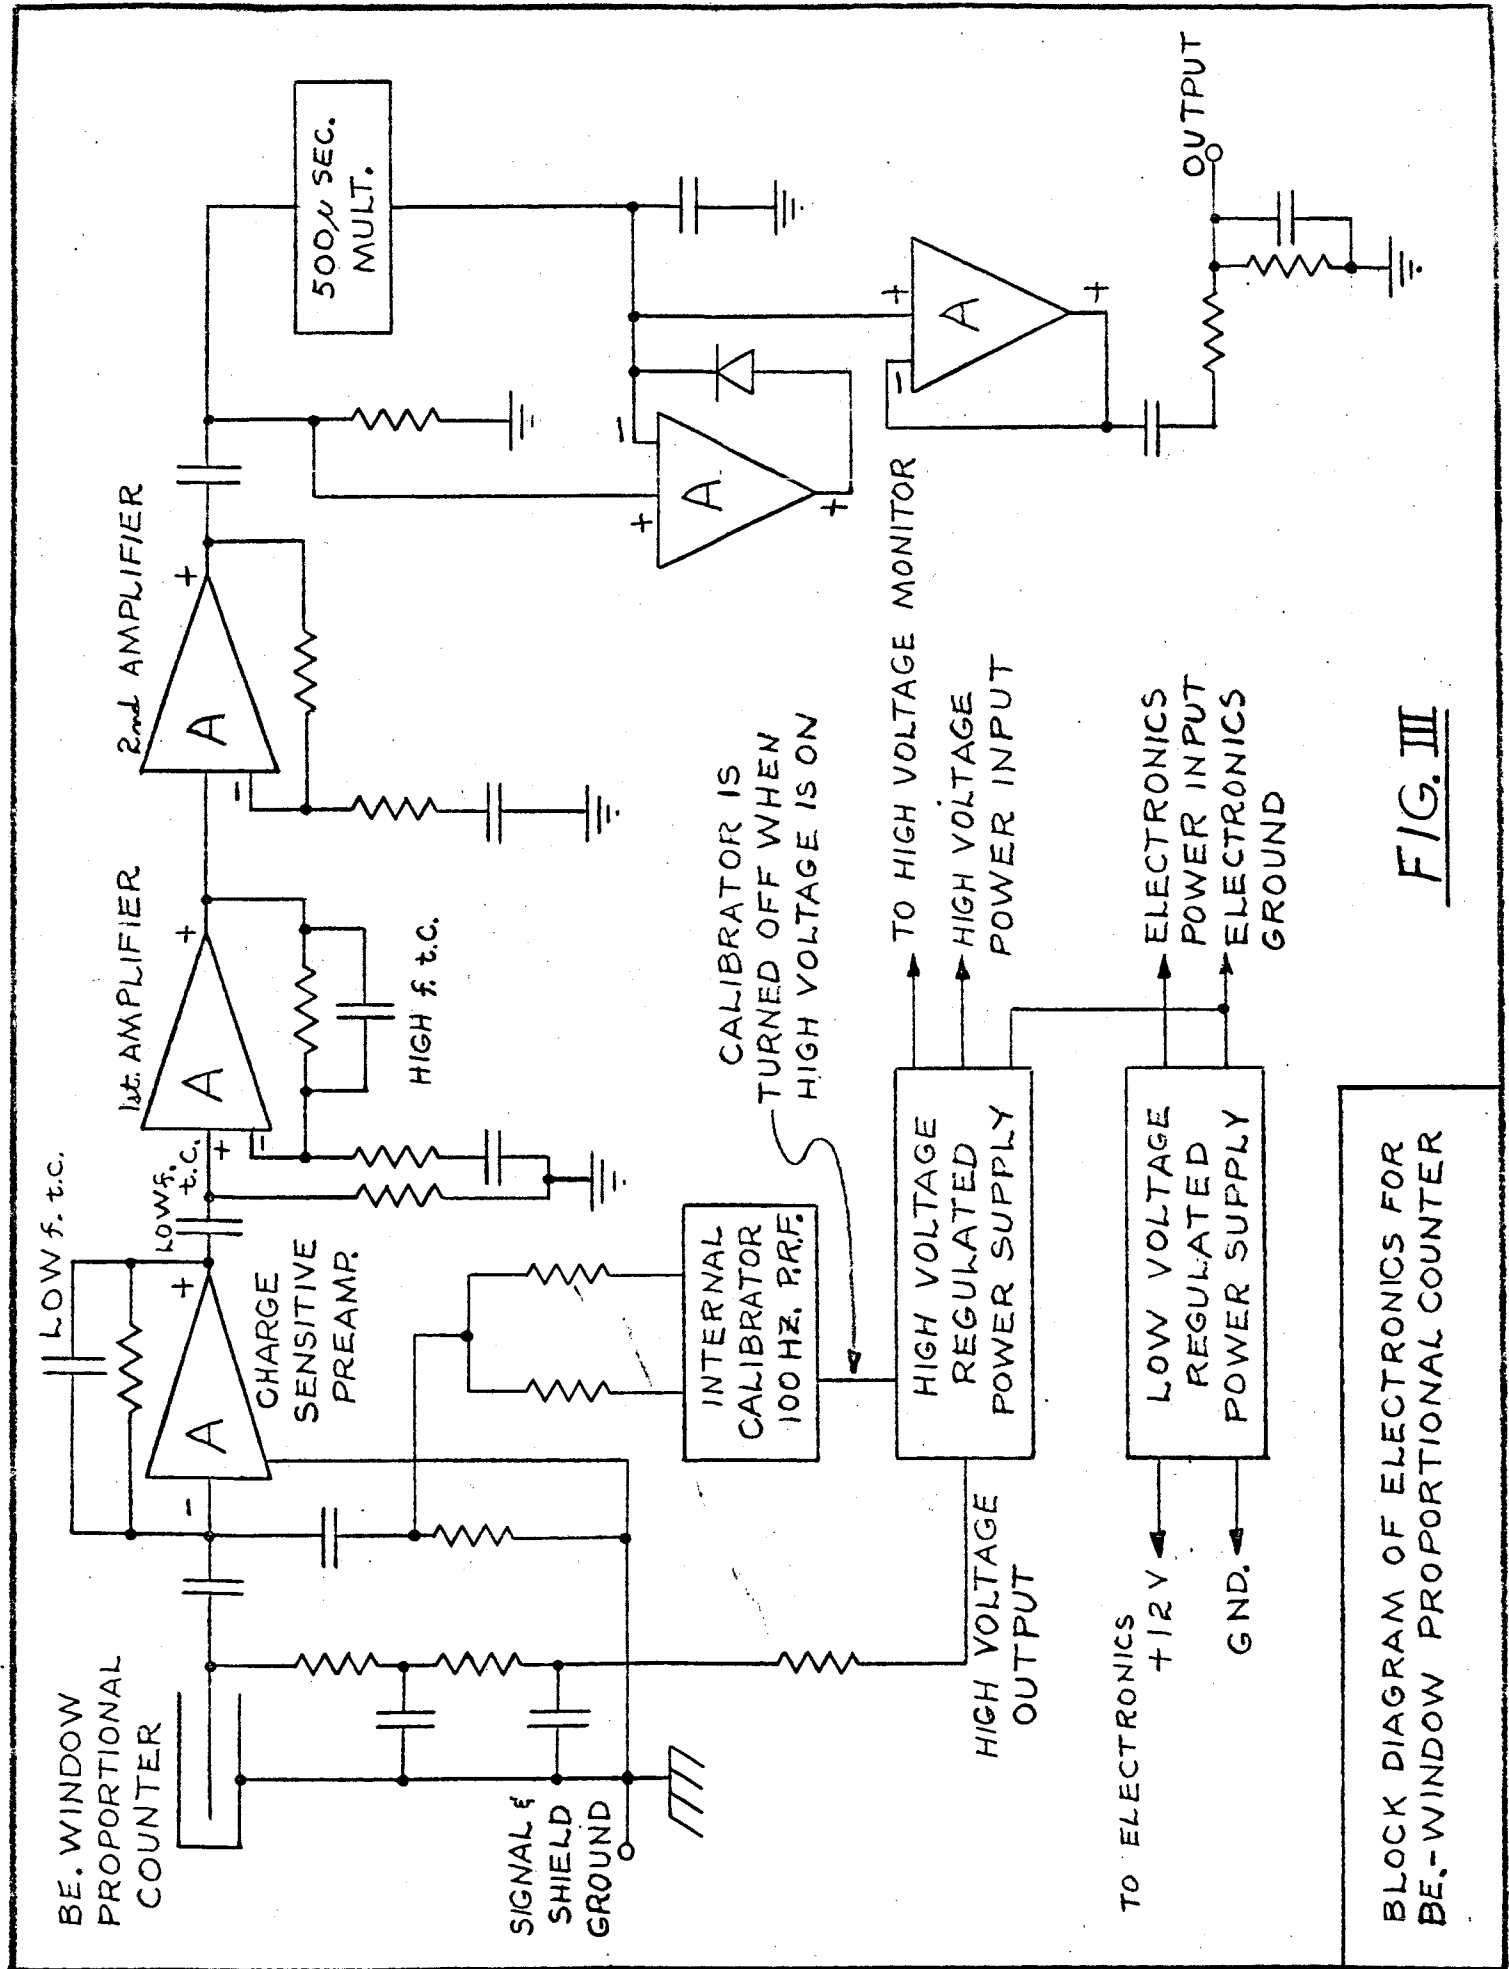 BE. WINDOW
PROPORTIONAL
COUNTER
LOW f. t.c.
A
-
+
CHARGE
SENSITIVE
PREAMP.
LOW f.
t.c.
1st. AMPLIFIER
A
+
-
+
HIGH f. t.c.
2nd AMPLIFIER
A
-
+
500 µ SEC.
MULT.
A
+
-
+
A
-
+
+
OUTPUT
SIGNAL &
SHIELD
GROUND
INTERNAL
CALIBRATOR
100 HZ. P.R.F.
CALIBRATOR IS
TURNED OFF WHEN
HIGH VOLTAGE IS ON
HIGH VOLTAGE
REGULATED
POWER SUPPLY
HIGH VOLTAGE
OUTPUT
TO HIGH VOLTAGE MONITOR
HIGH VOLTAGE
POWER INPUT
TO ELECTRONICS
+12V
GND.
LOW VOLTAGE
REGULATED
POWER SUPPLY
ELECTRONICS
POWER INPUT
ELECTRONICS
GROUND
FIG. III
BLOCK DIAGRAM OF ELECTRONICS FOR
BE.-WINDOW PROPORTIONAL COUNTER